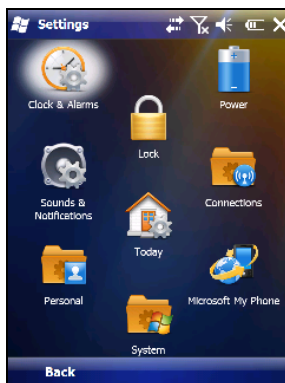 Settings
Clock & Alarms
Power
Lock
Sounds &
Notifications
Connections
Today
Personal
Microsoft My Phone
System
Back